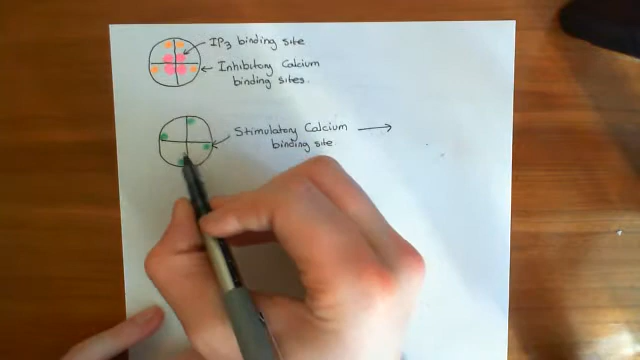 IP3 binding site
Inhibitory Calcium
binding sites.
Stimulatory Calcium
binding site